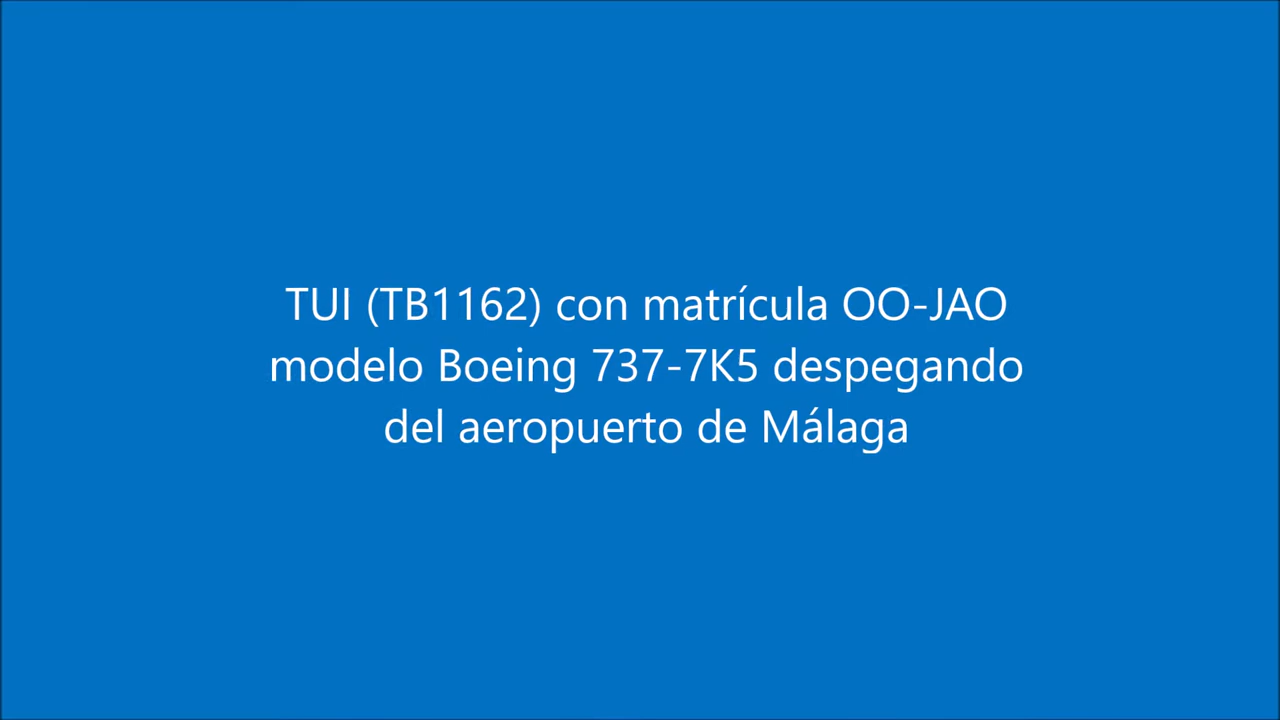 TUI (TB1162) con matrícula OO-JAO
modelo Boeing 737-7K5 despegando
del aeropuerto de Málaga